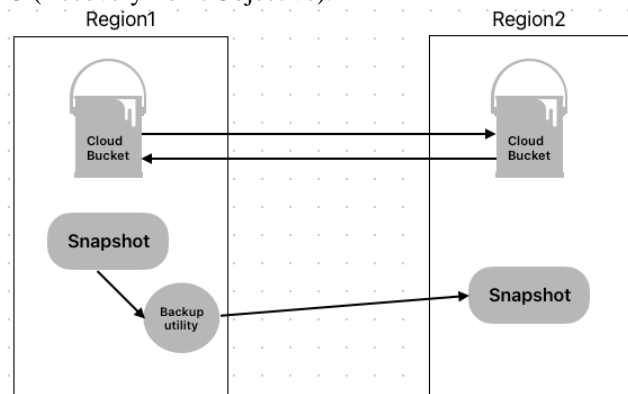 Region1 Region2
Cloud
Bucket
Cloud
Bucket
Snapshot
Backup
utility
Snapshot